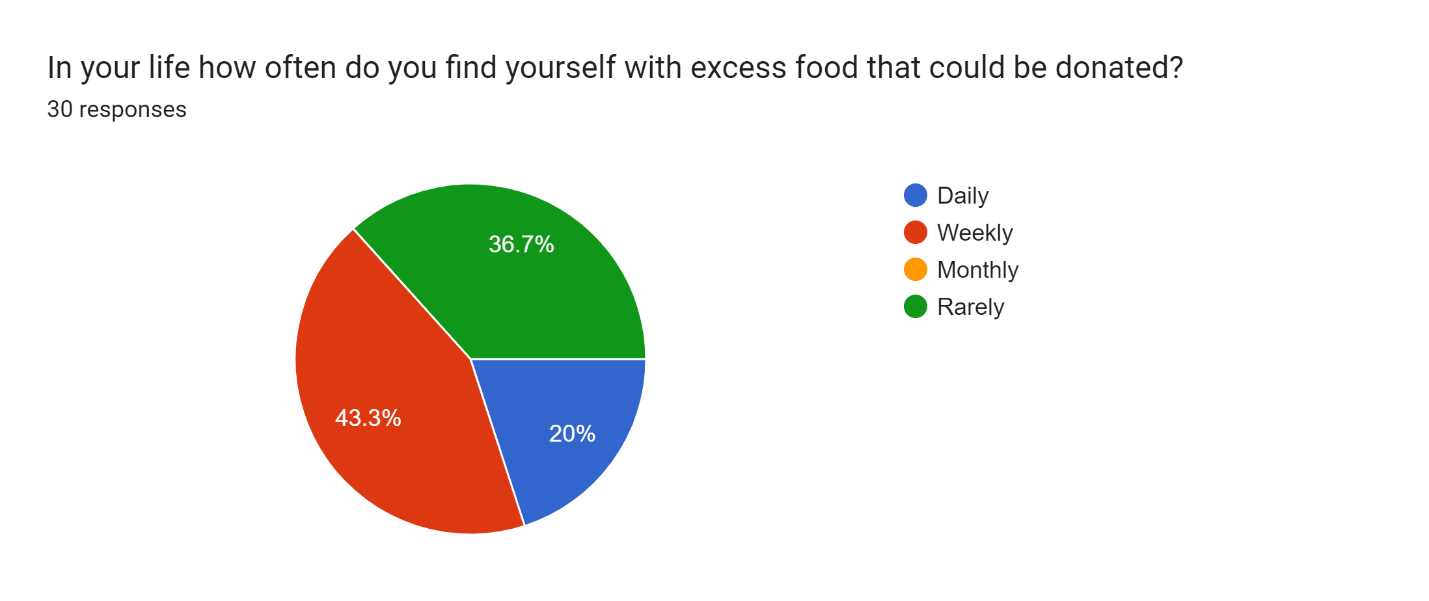 In your life how often do you find yourself with excess food that could be donated?
30 responses
36.7%
43.3%
20%
Daily
Weekly
Monthly
Rarely